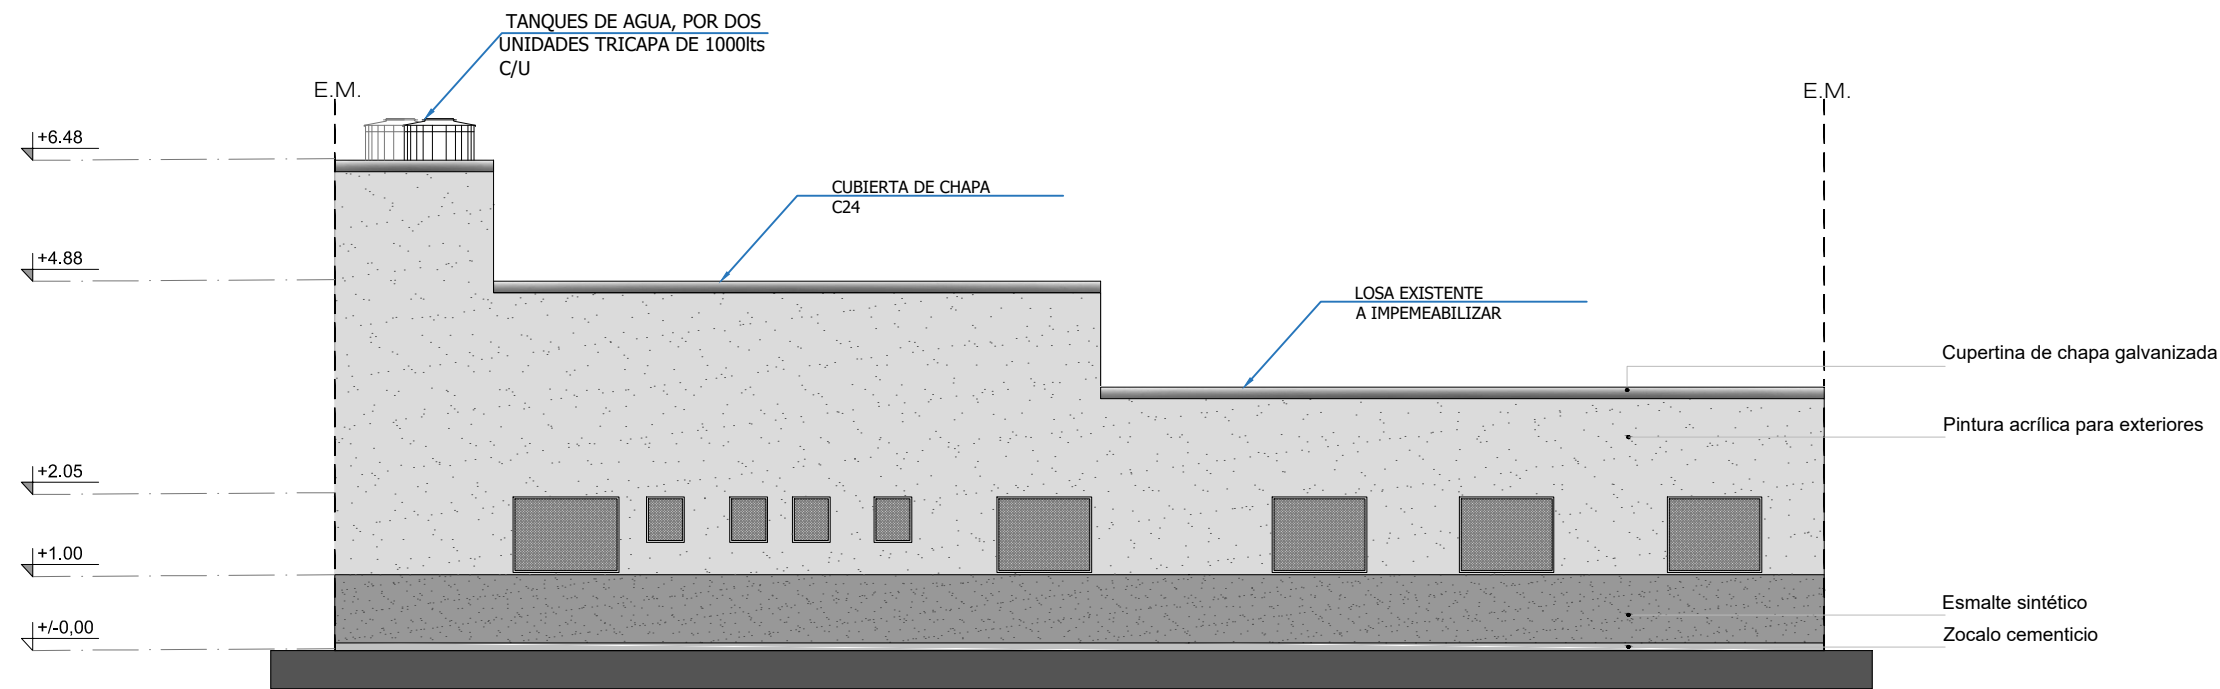 TANQUES DE AGUA, POR DOS
UNIDADES TRICAPA DE 1000lts
C/U
E.M.
E.M.
+6.48
CUBIERTA DE CHAPA
C24
+4.88
LOSA EXISTENTE
A IMPEMEABILIZAR
Cupertina de chapa galvanizada
Pintura acrílica para exteriores
+2.05
+1.00
Esmalte sintético
+/-0,00
Zocalo cementicio